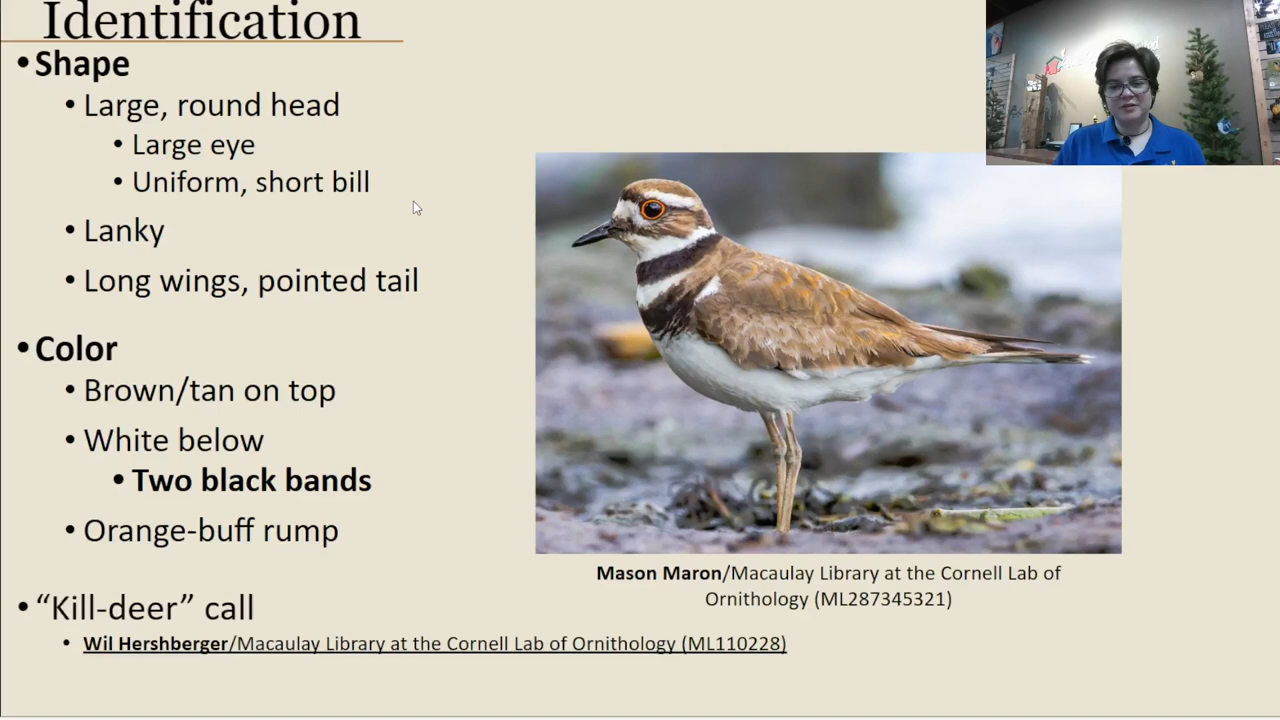 Identification
• Shape
• Large, round head
• Large eye
• Uniform, short bill
• Lanky
• Long wings, pointed tail
• Color
• Brown/tan on top
• White below
• Two black bands
• Orange-buff rump
• “Kill-deer” call
• Wil Hershberger/Macaulay Library at the Cornell Lab of Ornithology (ML110228)
Mason Maron/Macaulay Library at the Cornell Lab of
Ornithology (ML287345321)